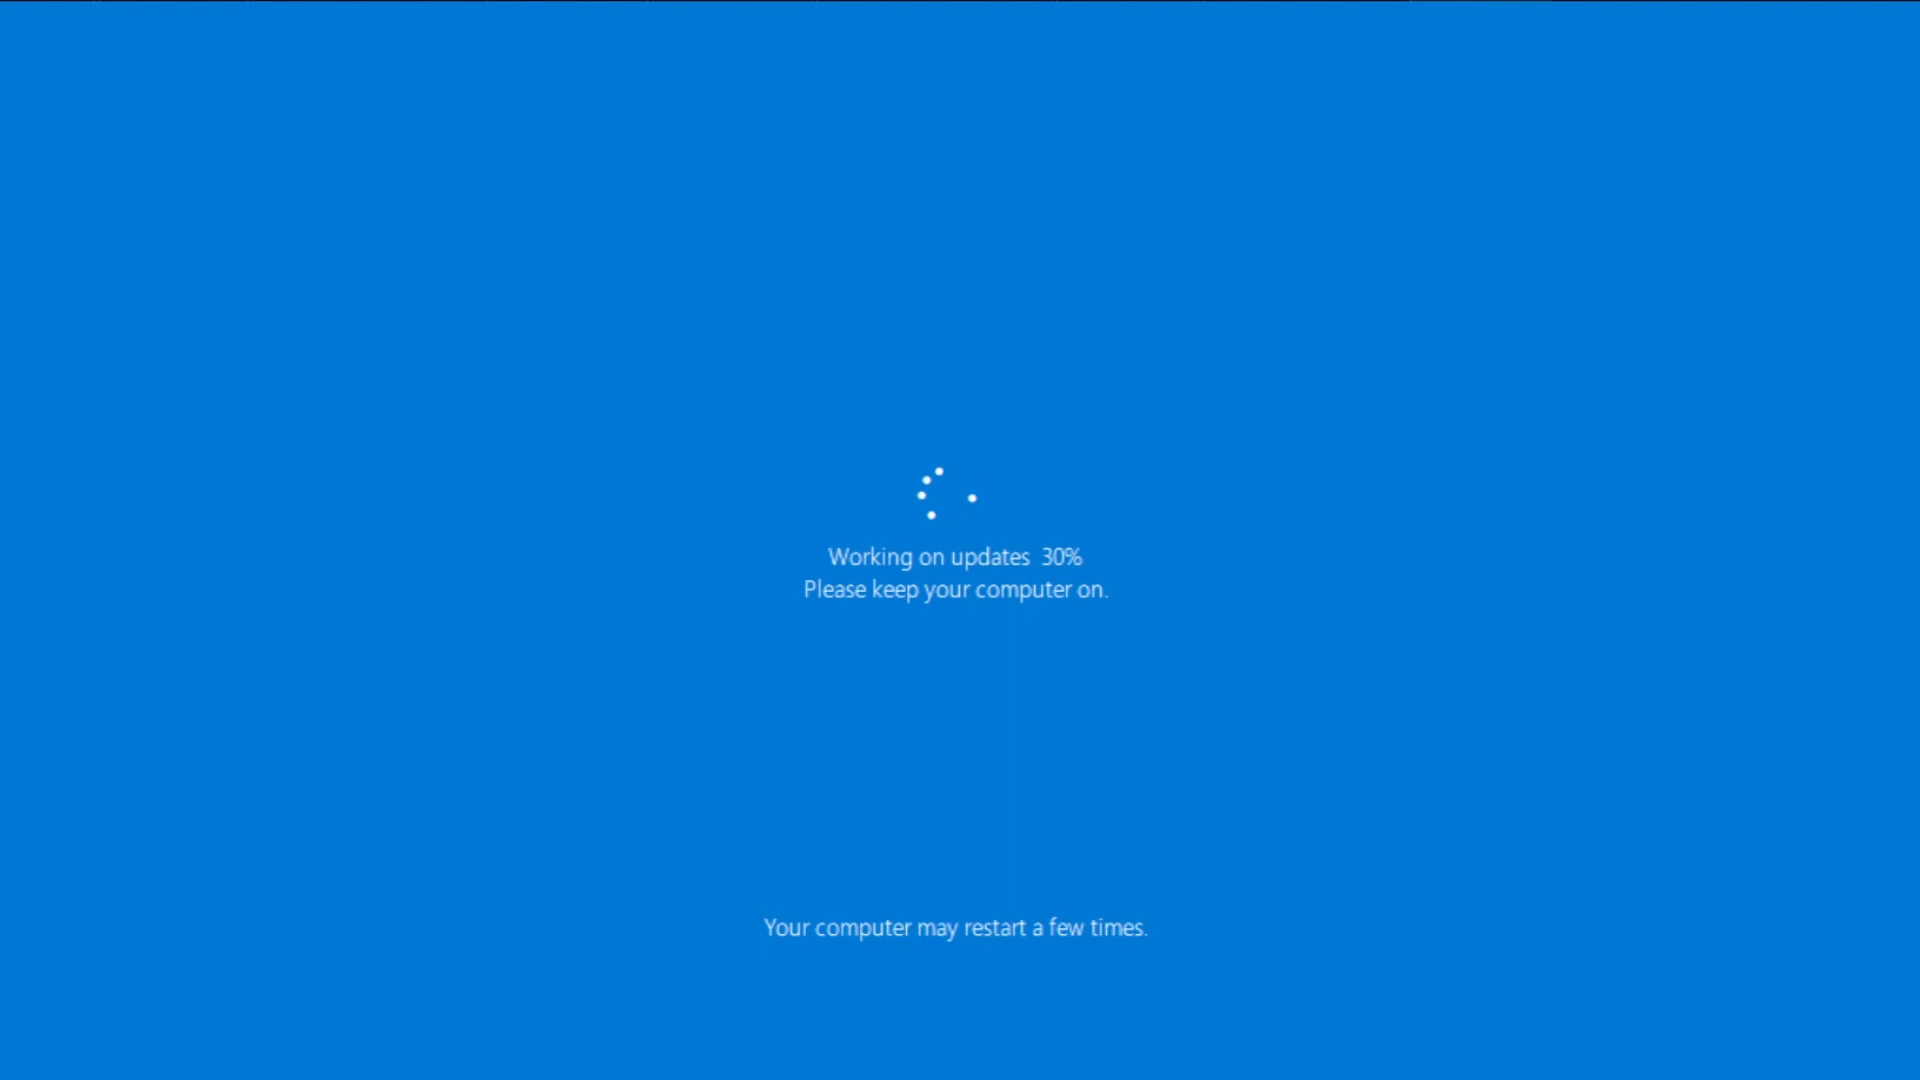 Working on updates  30%
Please keep your computer on.
Your computer may restart a few times.